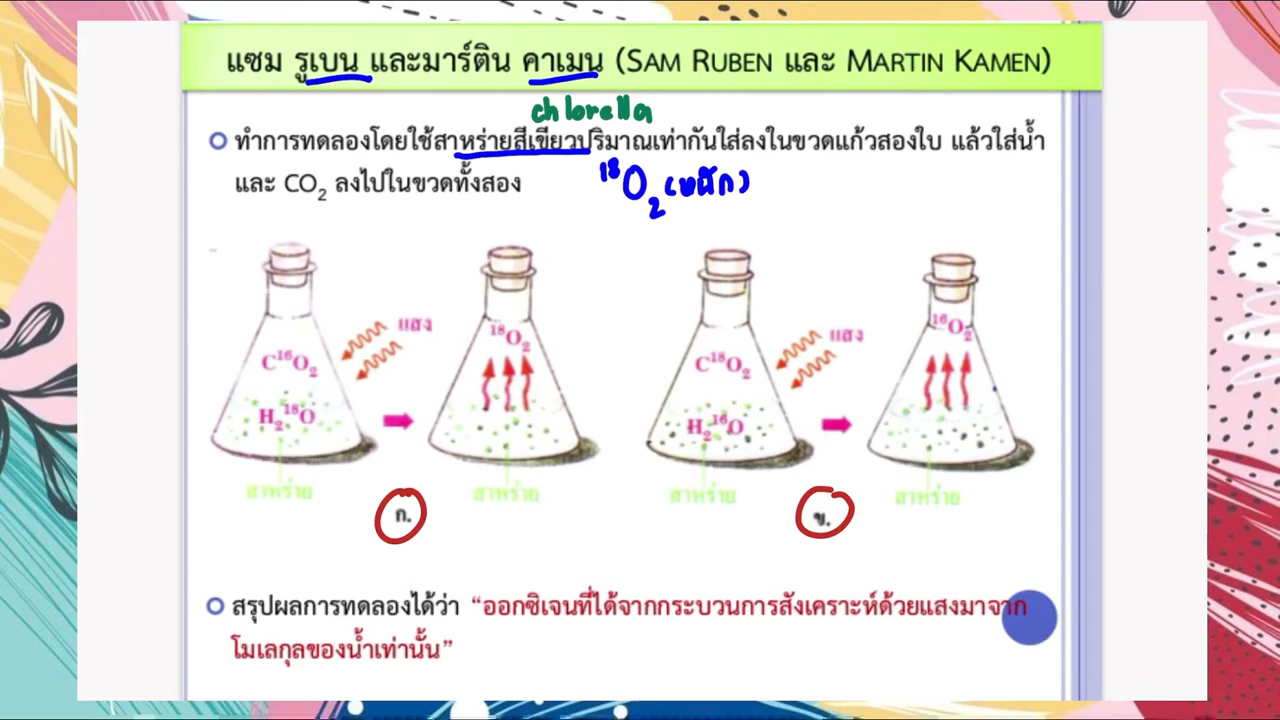 แซม รูเบน และมาร์ติน คาเมน (SAM RUBEN และ MARTIN KAMEN)
chlorella
ทำการทดลองโดยใช้สาหร่ายสีเขียวปริมาณเท่ากันใส่ลงในขวดแก้วสองใบ แล้วใส่น้ำ
และ CO₂ ลงไปในขวดทั้งสอง
¹⁸O₂ (หนัก)
แสง
C¹⁶O₂
H₂¹⁸O
สาหร่าย
¹⁸O₂
สาหร่าย
ก.
แสง
C¹⁸O₂
H₂¹⁶O
สาหร่าย
¹⁶O₂
สาหร่าย
ข.
สรุปผลการทดลองได้ว่า “ออกซิเจนที่ได้จากกระบวนการสังเคราะห์ด้วยแสงมาจาก
โมเลกุลของน้ำเท่านั้น”